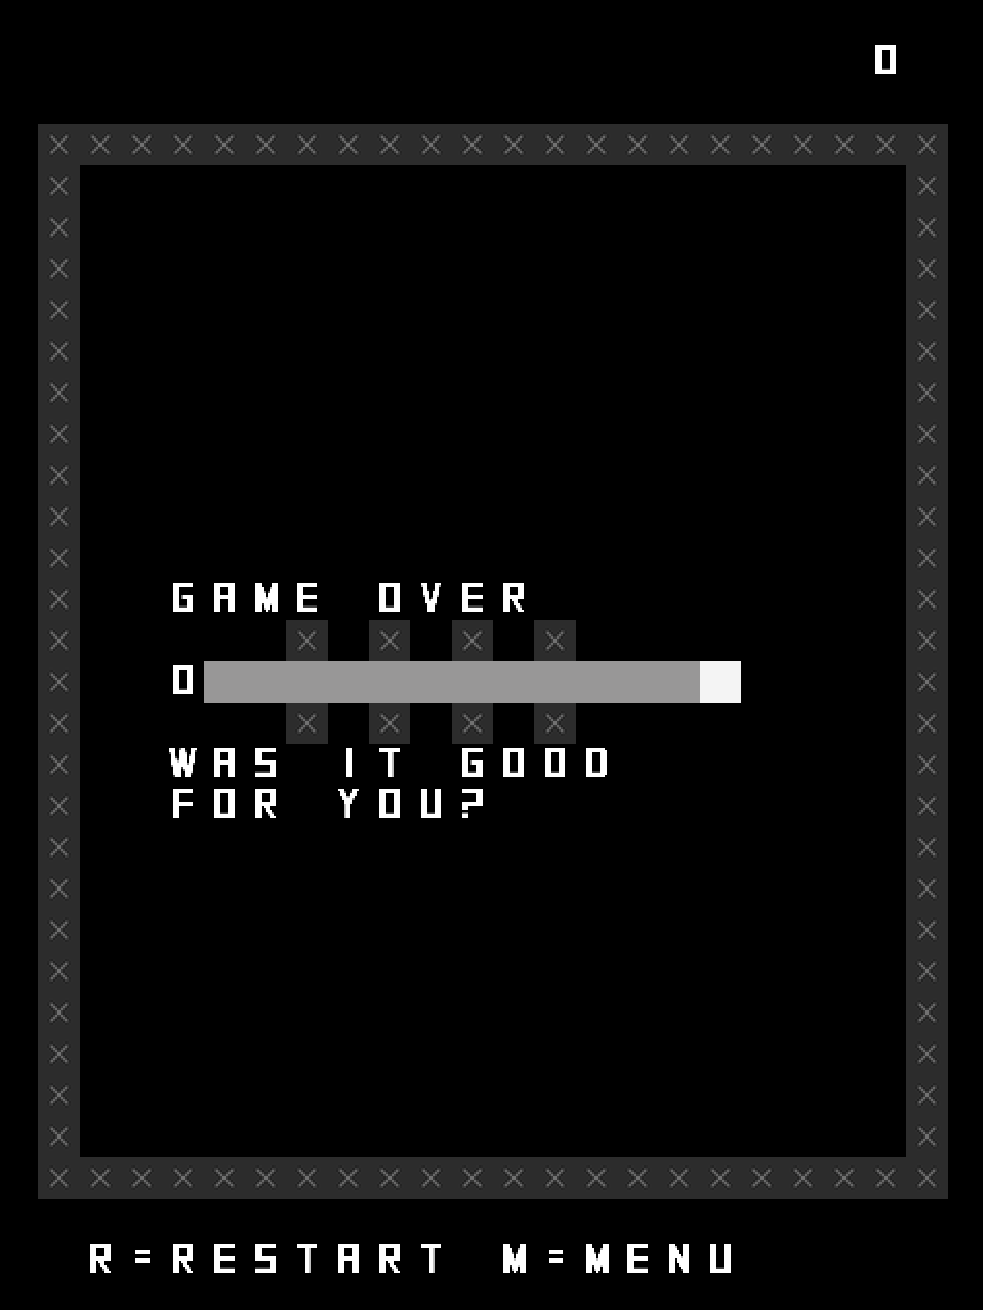 0
GAME OVER
0
WAS IT GOOD
FOR YOU?
R=RESTART M=MENU